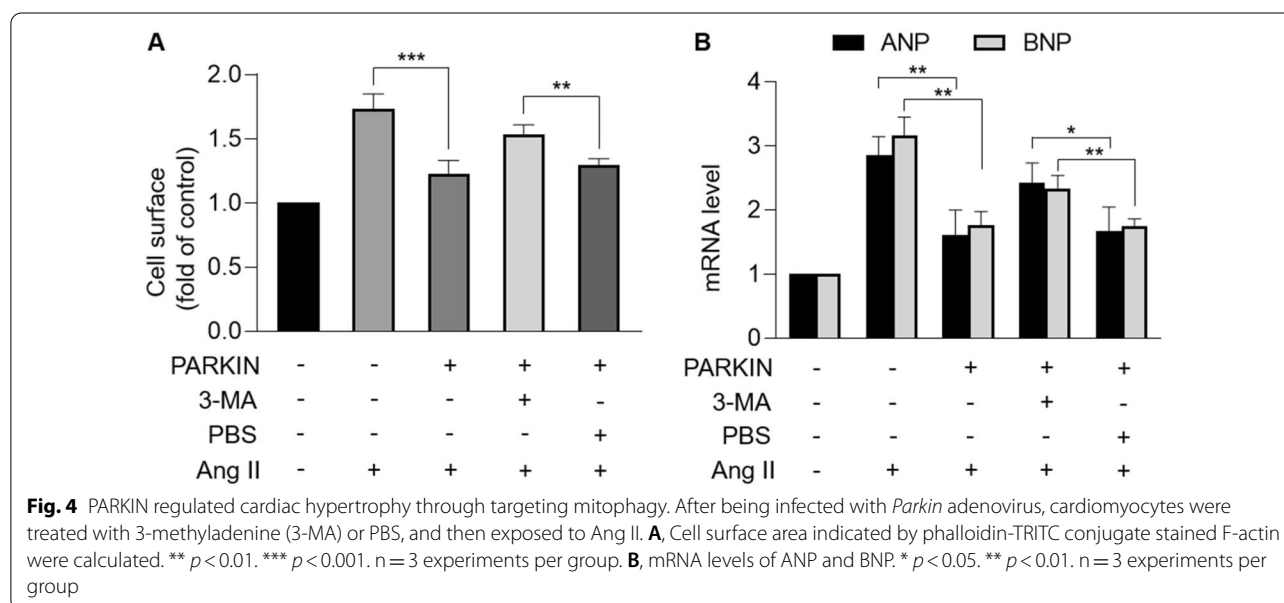 A
Cell surface
(fold of control)
2.0
1.5
1.0
0.5
0.0
***
**
PARKIN - - + + +
3-MA - - - + -
PBS - - - - +
Ang II - + + + +
B
ANP BNP
mRNA level
4
3
2
1
0
**
**
*
**
PARKIN - - + + +
3-MA - - - + -
PBS - - - - +
Ang II - + + + +
Fig. 4 PARKIN regulated cardiac hypertrophy through targeting mitophagy. After being infected with Parkin adenovirus, cardiomyocytes were
treated with 3-methyladenine (3-MA) or PBS, and then exposed to Ang II. A, Cell surface area indicated by phalloidin-TRITC conjugate stained F-actin
were calculated. ** p < 0.01. *** p < 0.001. n = 3 experiments per group. B, mRNA levels of ANP and BNP. * p < 0.05. ** p < 0.01. n = 3 experiments per
group